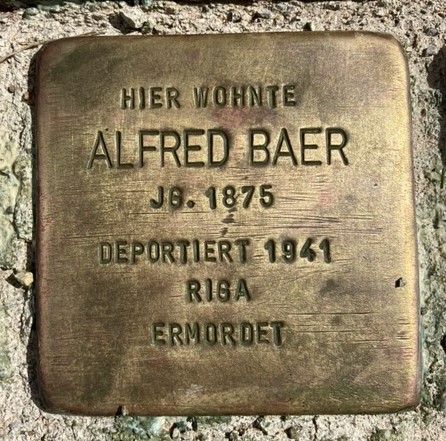 HIER WOHNTE
ALFRED BAER
JG. 1875
DEPORTIERT 1941
RIGA
ERMORDET